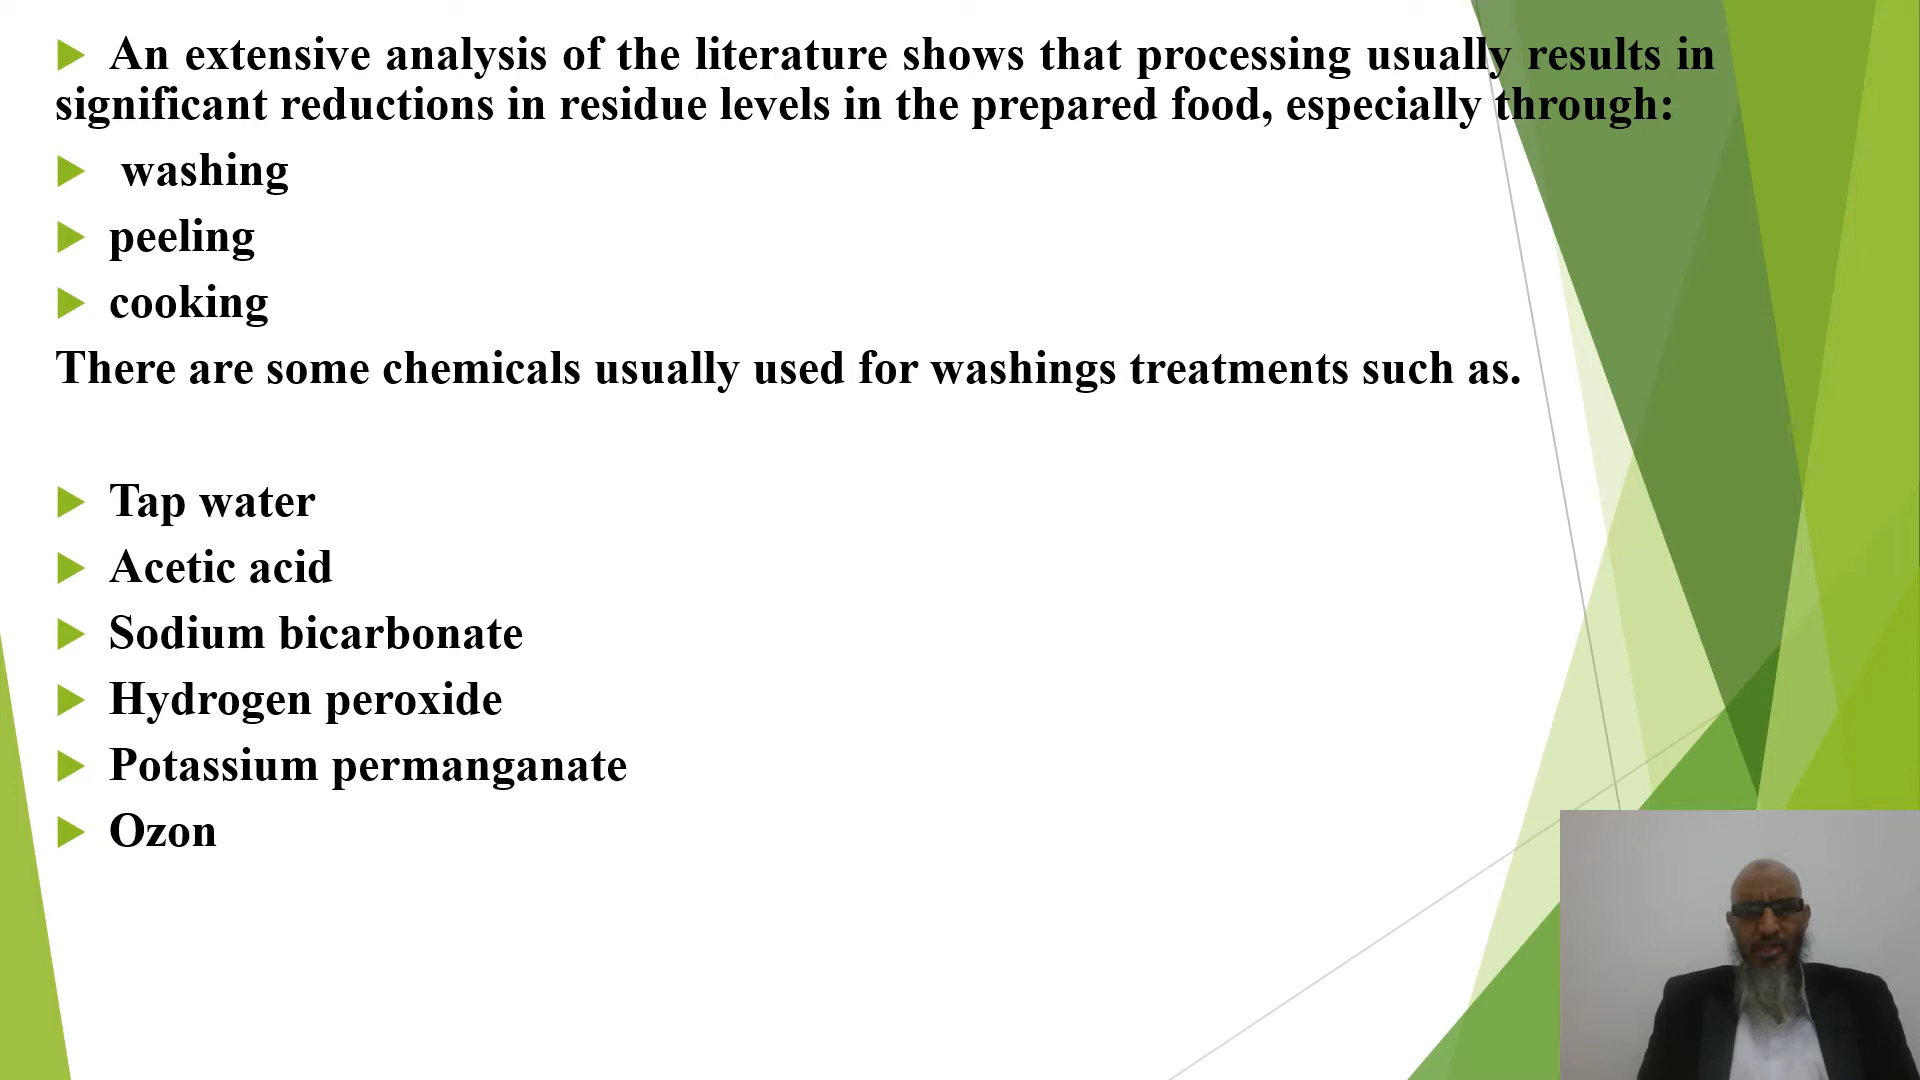 An extensive analysis of the literature shows that processing usually results in
significant reductions in residue levels in the prepared food, especially through:
washing
peeling
cooking
There are some chemicals usually used for washings treatments such as.
Tap water
Acetic acid
Sodium bicarbonate
Hydrogen peroxide
Potassium permanganate
Ozon